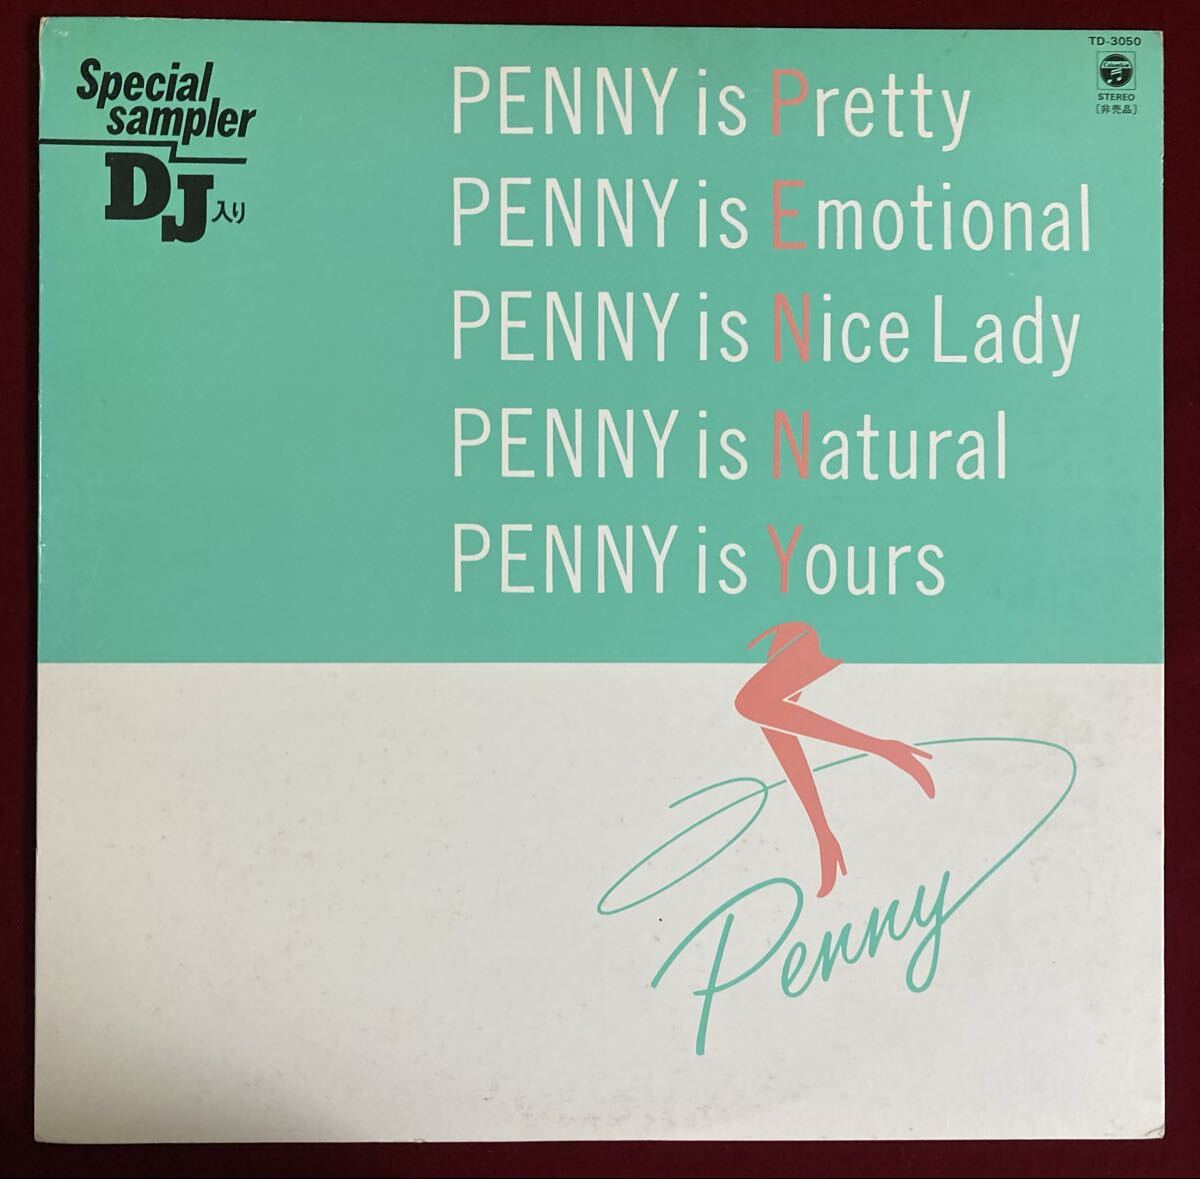 Special
sampler
DJ入り
TD-3050
Columbia
STEREO
〔非売品〕
PENNY is Pretty
PENNY is Emotional
PENNY is Nice Lady
PENNY is Natural
PENNY is Yours
Penny